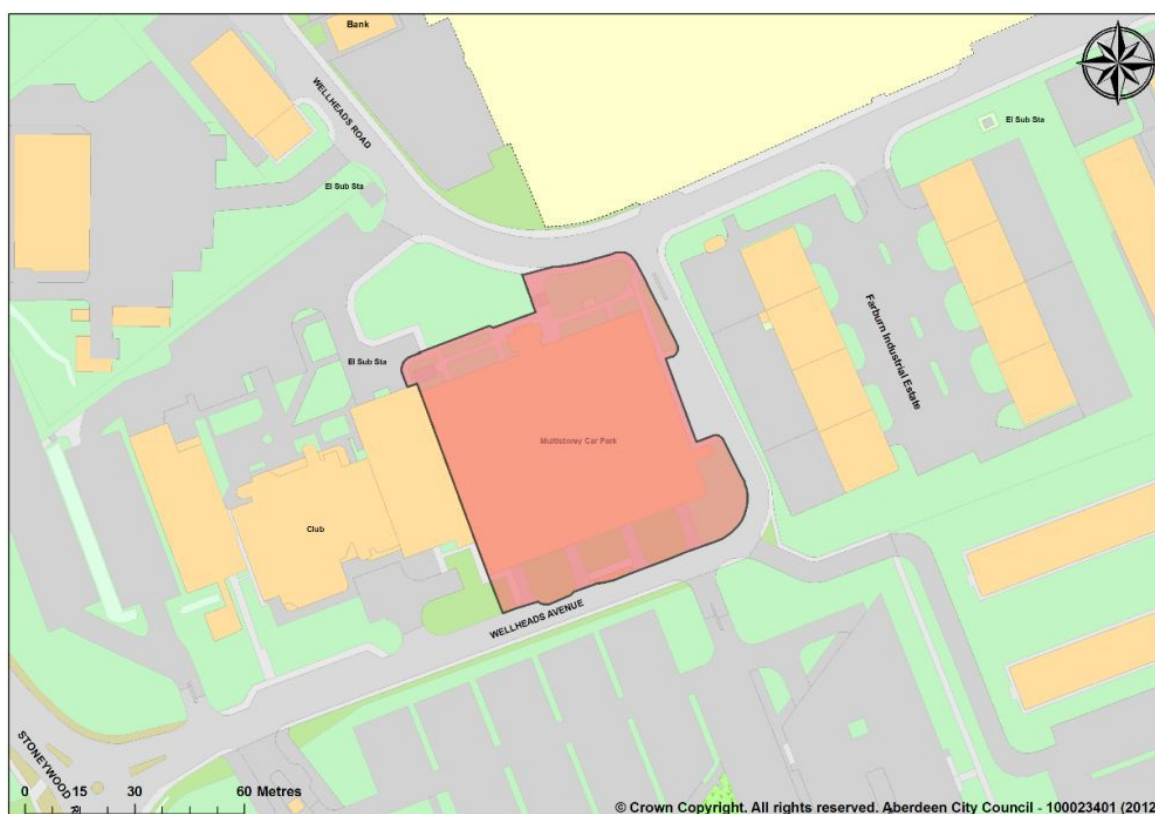 Bank
WELLHEADS ROAD
El Sub Sta
El Sub Sta
Farburn Industrial Estate
El Sub Sta
Multistorey Car Park
Club
WELLHEADS AVENUE
STONEYWOOD R
0 15 30 60 Metres
© Crown Copyright. All rights reserved. Aberdeen City Council - 100023401 (2012